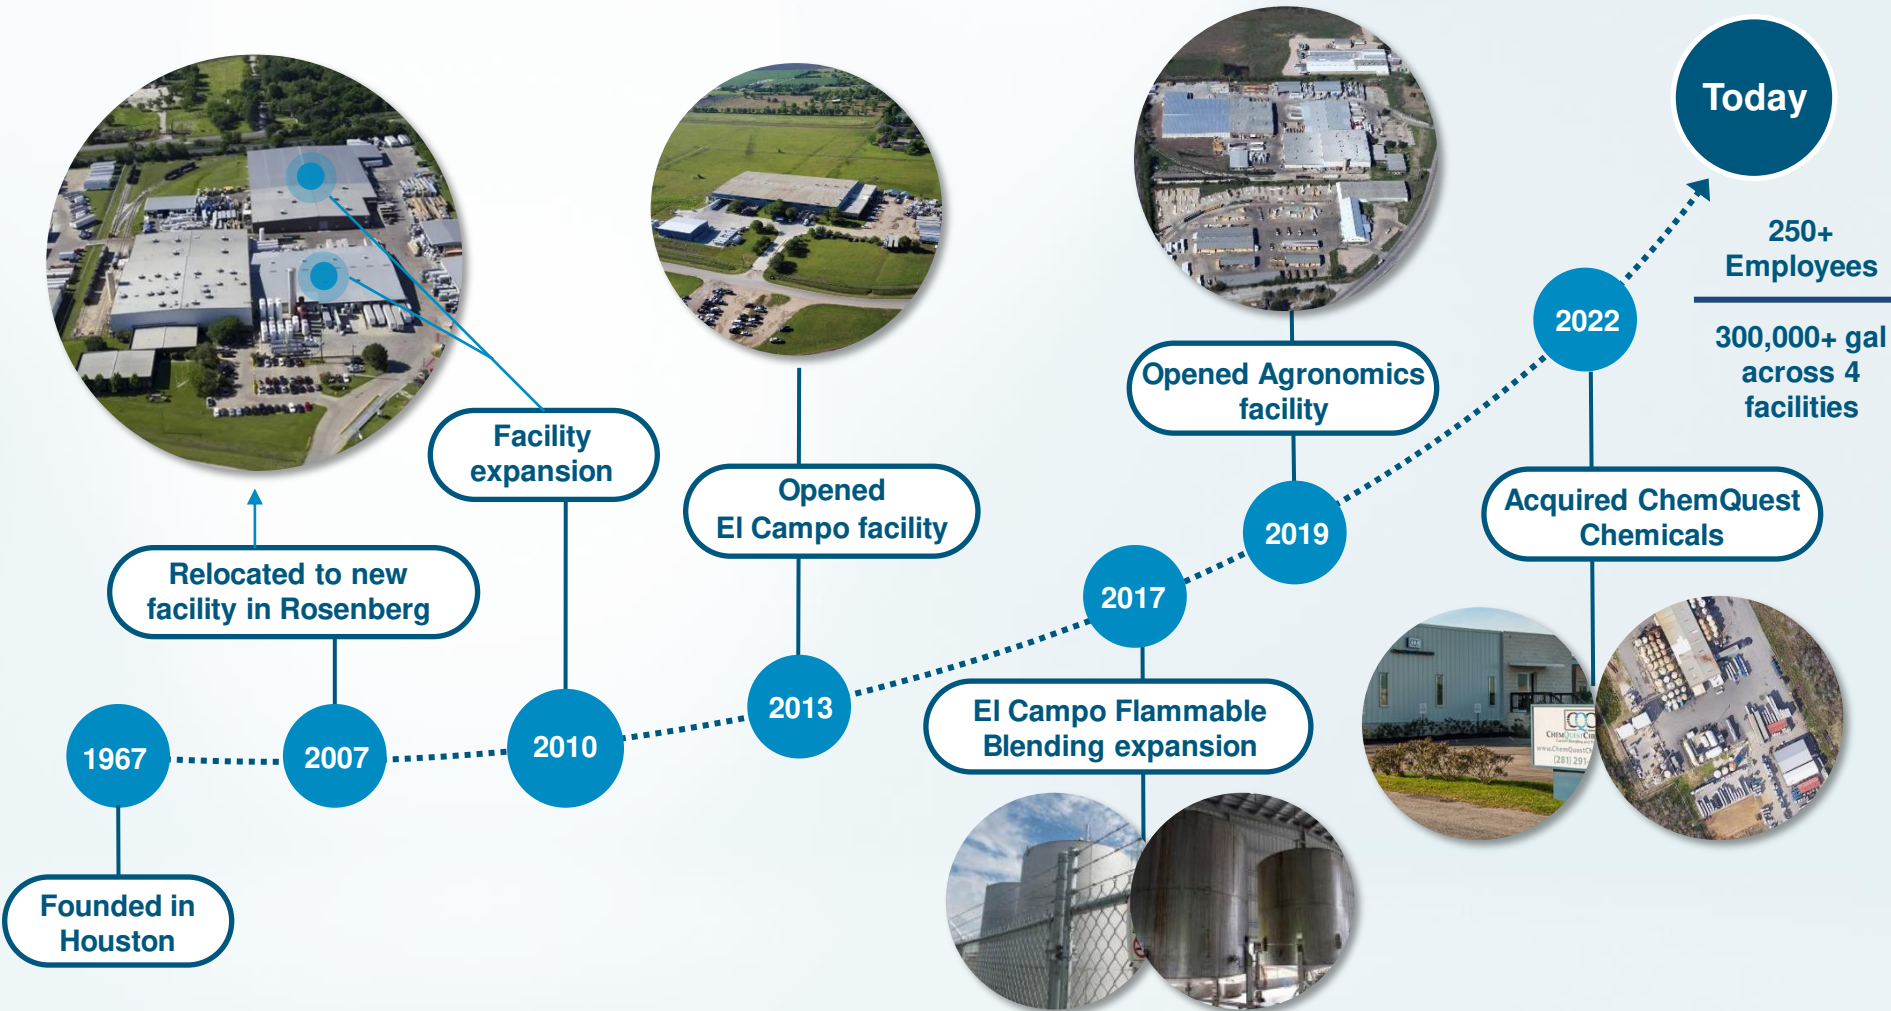 Today
250+
Employees
300,000+ gal
across 4
facilities
2022
Opened Agronomics
facility
Facility
expansion
Opened
El Campo facility
Acquired ChemQuest
Chemicals
2019
Relocated to new
facility in Rosenberg
2017
2013
El Campo Flammable
Blending expansion
1967
2007
2010
Founded in
Houston
(281) 291-